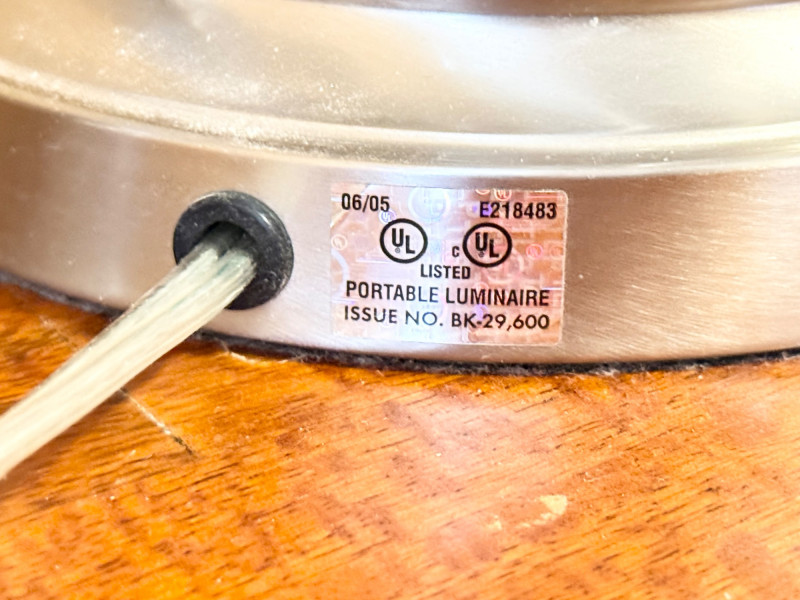 06/05 E218483
UL c UL
LISTED
PORTABLE LUMINAIRE
ISSUE NO. BK-29,600